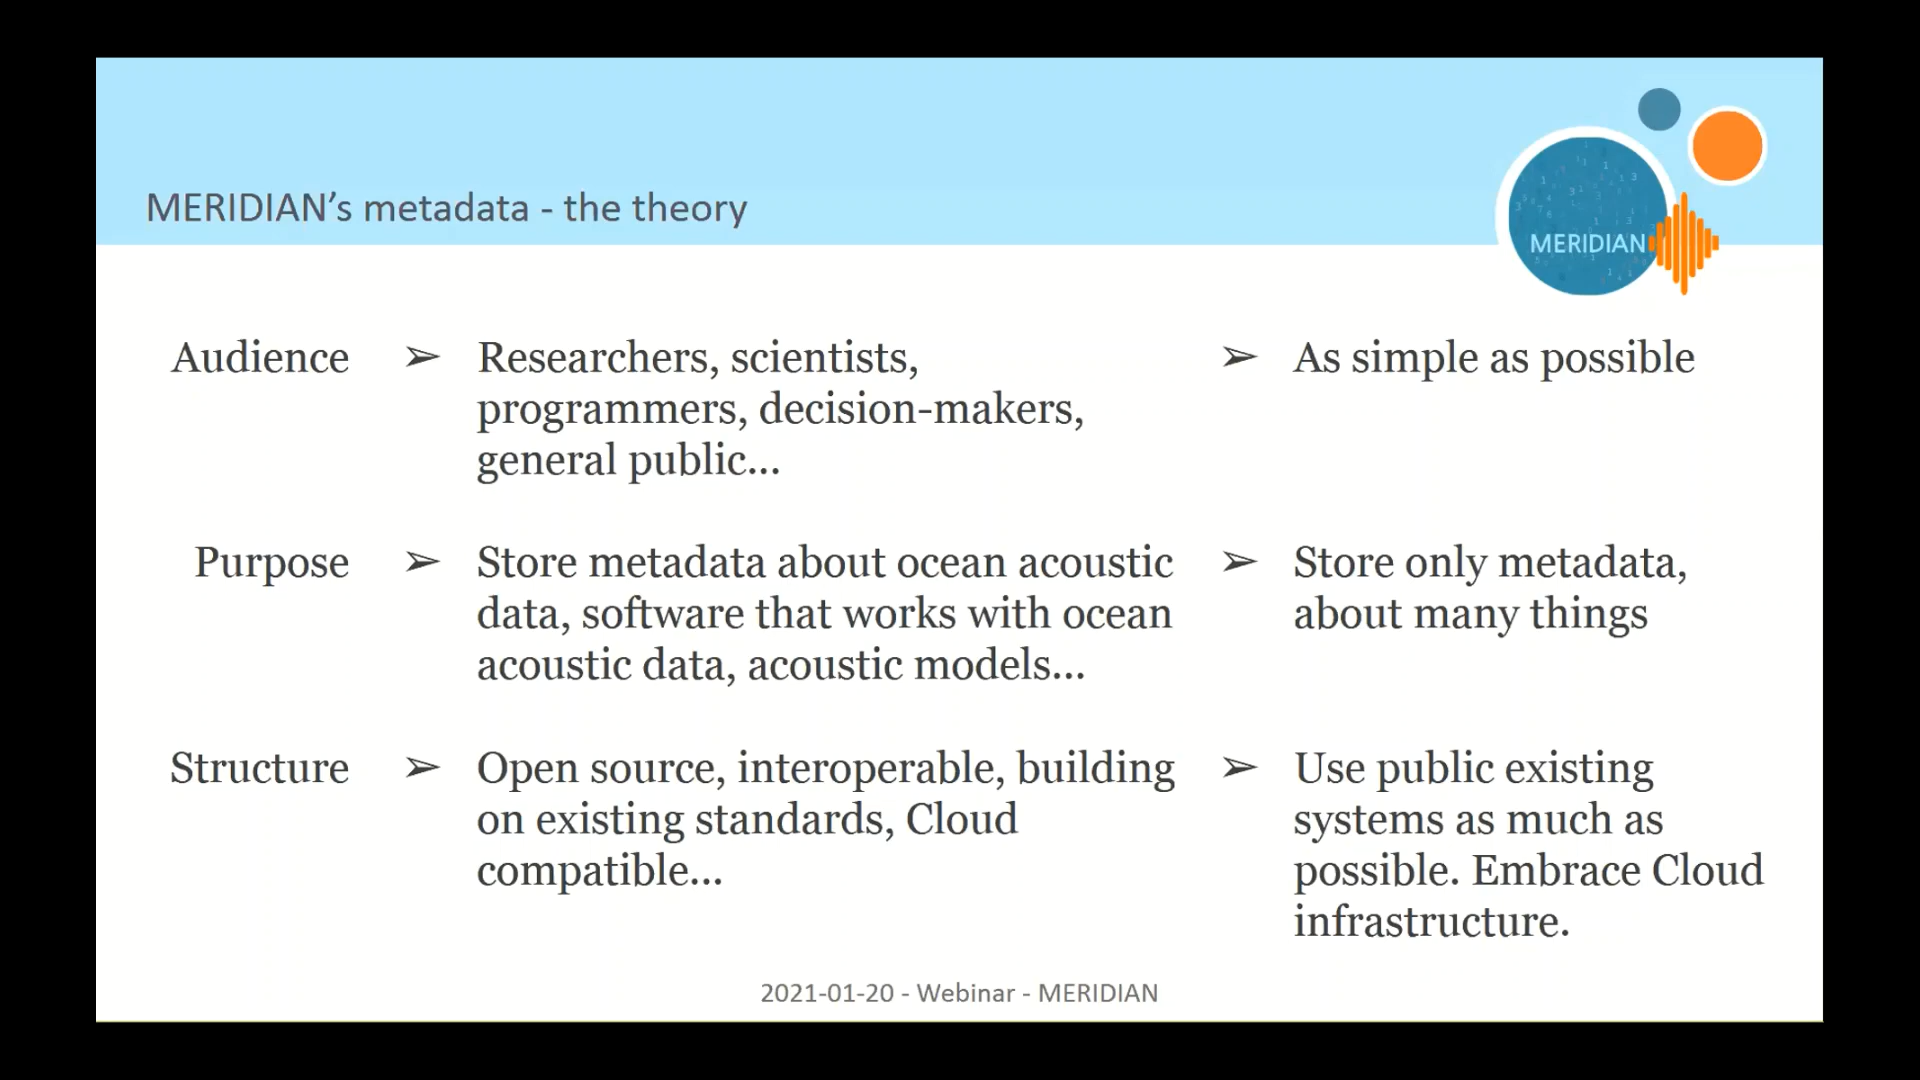 MERIDIAN’s metadata - the theory
MERIDIAN
Audience
➢ Researchers, scientists,
programmers, decision-makers,
general public...
➢ As simple as possible
Purpose
➢ Store metadata about ocean acoustic
data, software that works with ocean
acoustic data, acoustic models...
➢ Store only metadata,
about many things
Structure
➢ Open source, interoperable, building
on existing standards, Cloud
compatible...
➢ Use public existing
systems as much as
possible. Embrace Cloud
infrastructure.
2021-01-20 - Webinar - MERIDIAN